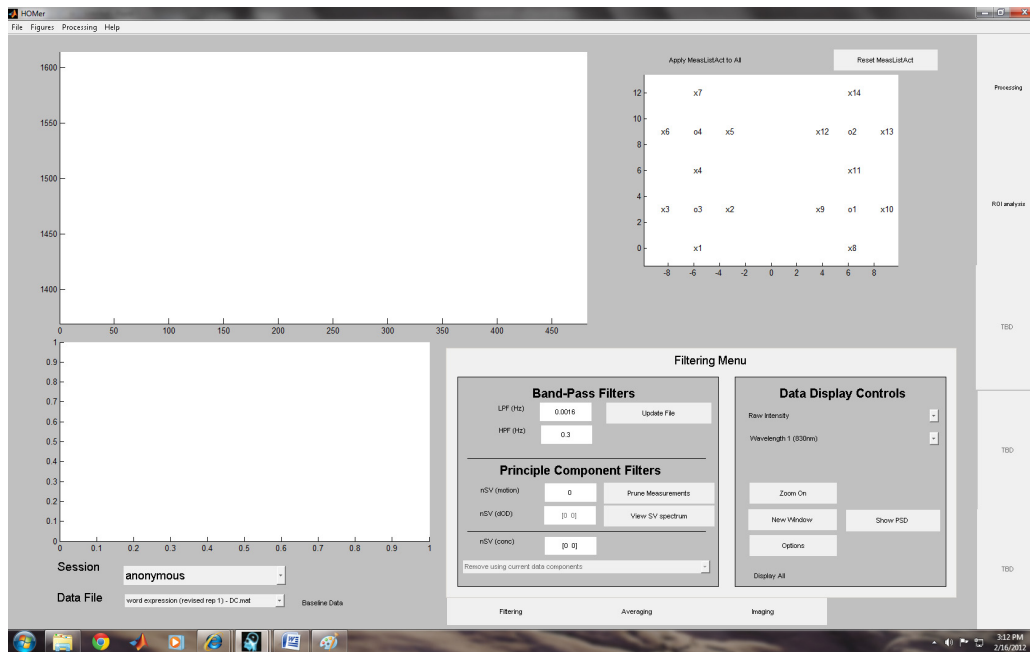 HOMer
File Figures Processing Help
Apply MeasListAct to All
Reset MeasListAct
Processing
ROI analysis
TBD
TBD
TBD
1600
1550
1500
1450
1400
0 50 100 150 200 250 300 350 400 450
12
10
8
6
4
2
0
x7 x14
x6 o4 x5 x12 o2 x13
x4 x11
x3 o3 x2 x9 o1 x10
x1 x8
-8 -6 -4 -2 0 2 4 6 8
1
0.9
0.8
0.7
0.6
0.5
0.4
0.3
0.2
0.1
0
0 0.1 0.2 0.3 0.4 0.5 0.6 0.7 0.8 0.9 1
Session
anonymous
Data File
word expression (revised rep 1) - DC.mat
Baseline Data
Filtering Menu
Band-Pass Filters
LPF (Hz) 0.0016 Update File
HPF (Hz) 0.3
Principle Component Filters
nSV (motion) 0 Prune Measurements
nSV (dOD) [0 0] View SV spectrum
nSV (conc) [0 0]
Remove using current data components
Data Display Controls
Raw Intensity
Wavelength 1 (830nm)
Zoom On
New Window Show PSD
Options
Display All
Filtering Averaging Imaging
3:12 PM
2/16/2012